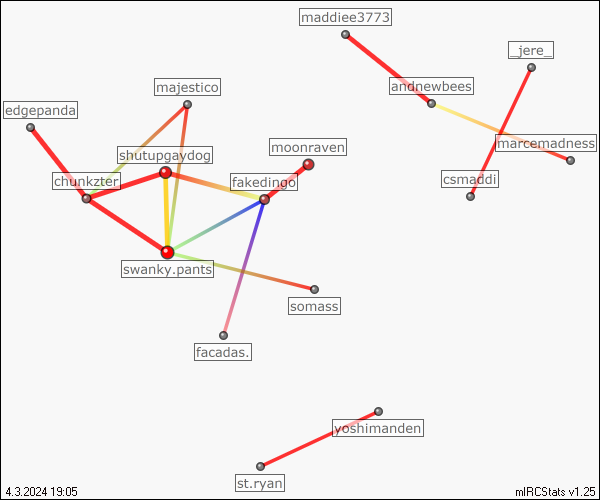 maddiee3773
_jere_
majestico
andnewbees
edgepanda
moonraven
marcemadness
shutupgaydog
chunkzter
fakedingo
csmaddi
swanky.pants
somass
facadas.
yoshimanden
st.ryan
4.3.2024 19:05
mIRCStats v1.25